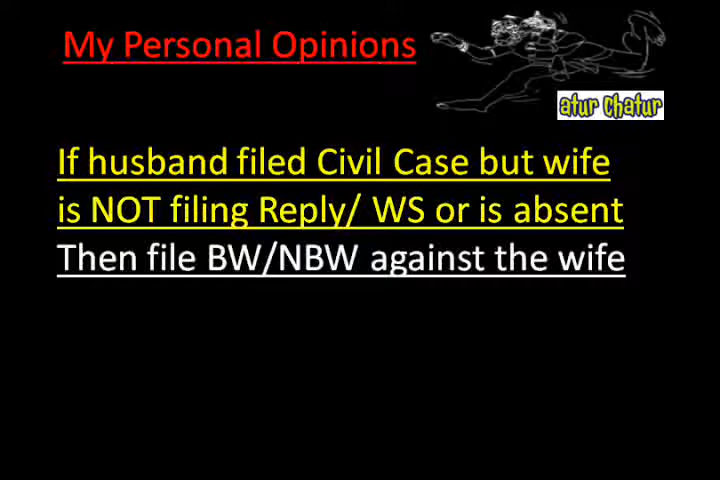 My Personal Opinions
atur chatur
If husband filed Civil Case but wife
is NOT filing Reply/ WS or is absent
Then file BW/NBW against the wife